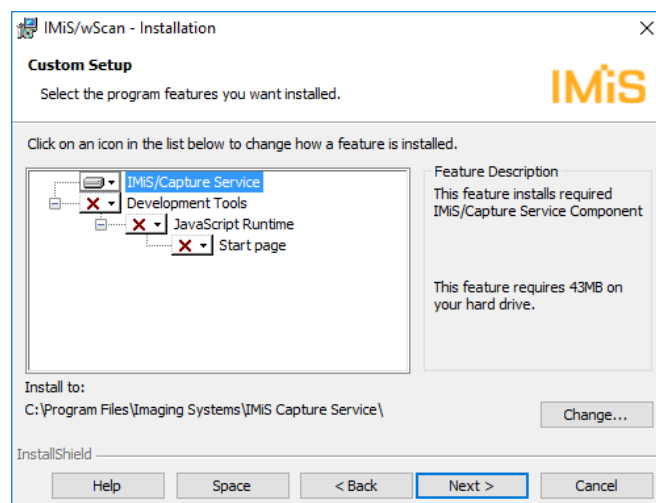 IMiS/wScan - Installation
Custom Setup
Select the program features you want installed.
IMiS
Click on an icon in the list below to change how a feature is installed.
IMiS/Capture Service
Development Tools
JavaScript Runtime
Start page
Feature Description
This feature installs required
IMiS/Capture Service Component
This feature requires 43MB on
your hard drive.
Install to:
C:\Program Files\Imaging Systems\IMiS Capture Service\
Change...
InstallShield
Help
Space
< Back
Next >
Cancel